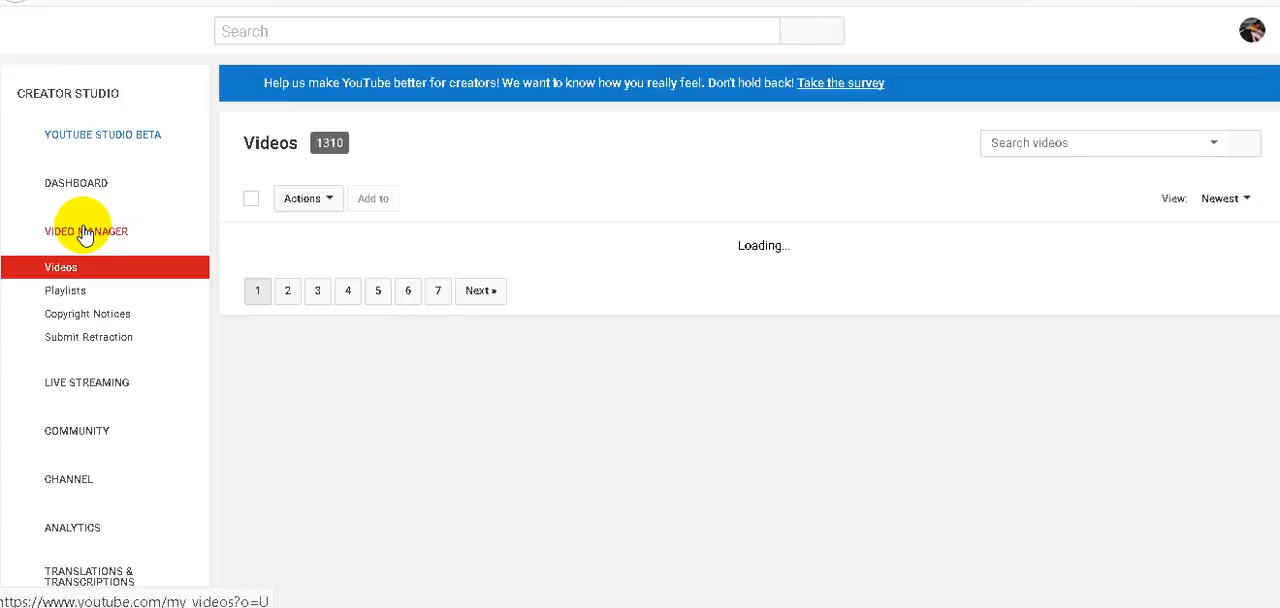 Search
CREATOR STUDIO
YOUTUBE STUDIO BETA
DASHBOARD
VIDEO MANAGER
Videos
Playlists
Copyright Notices
Submit Retraction
LIVE STREAMING
COMMUNITY
CHANNEL
ANALYTICS
TRANSLATIONS &
TRANSCRIPTIONS
Help us make YouTube better for creators! We want to know how you really feel. Don't hold back! Take the survey
Videos 1310
Search videos
Actions Add to View: Newest
Loading...
1 2 3 4 5 6 7 Next »
https://www.youtube.com/my_videos?o=U